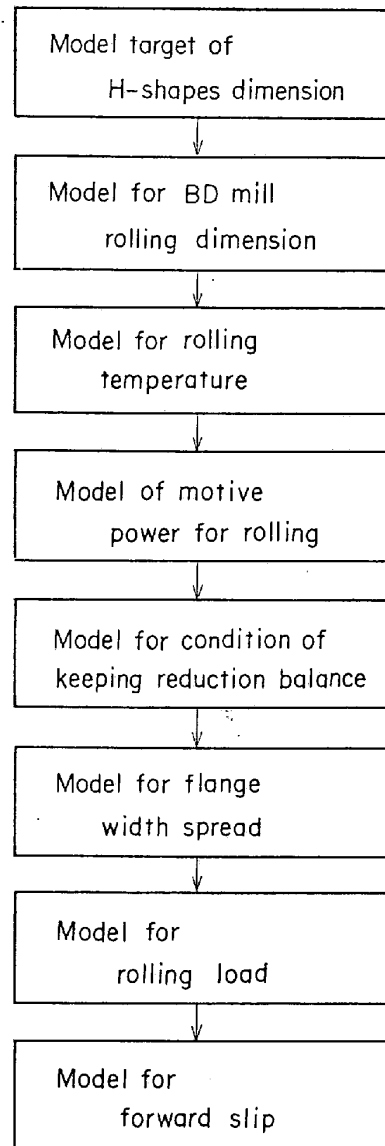 Model target of
H-shapes dimension
Model for BD mill
rolling dimension
Model for rolling
temperature
Model of motive
power for rolling
Model for condition of
keeping reduction balance
Model for flange
width spread
Model for
rolling load
Model for
forward slip